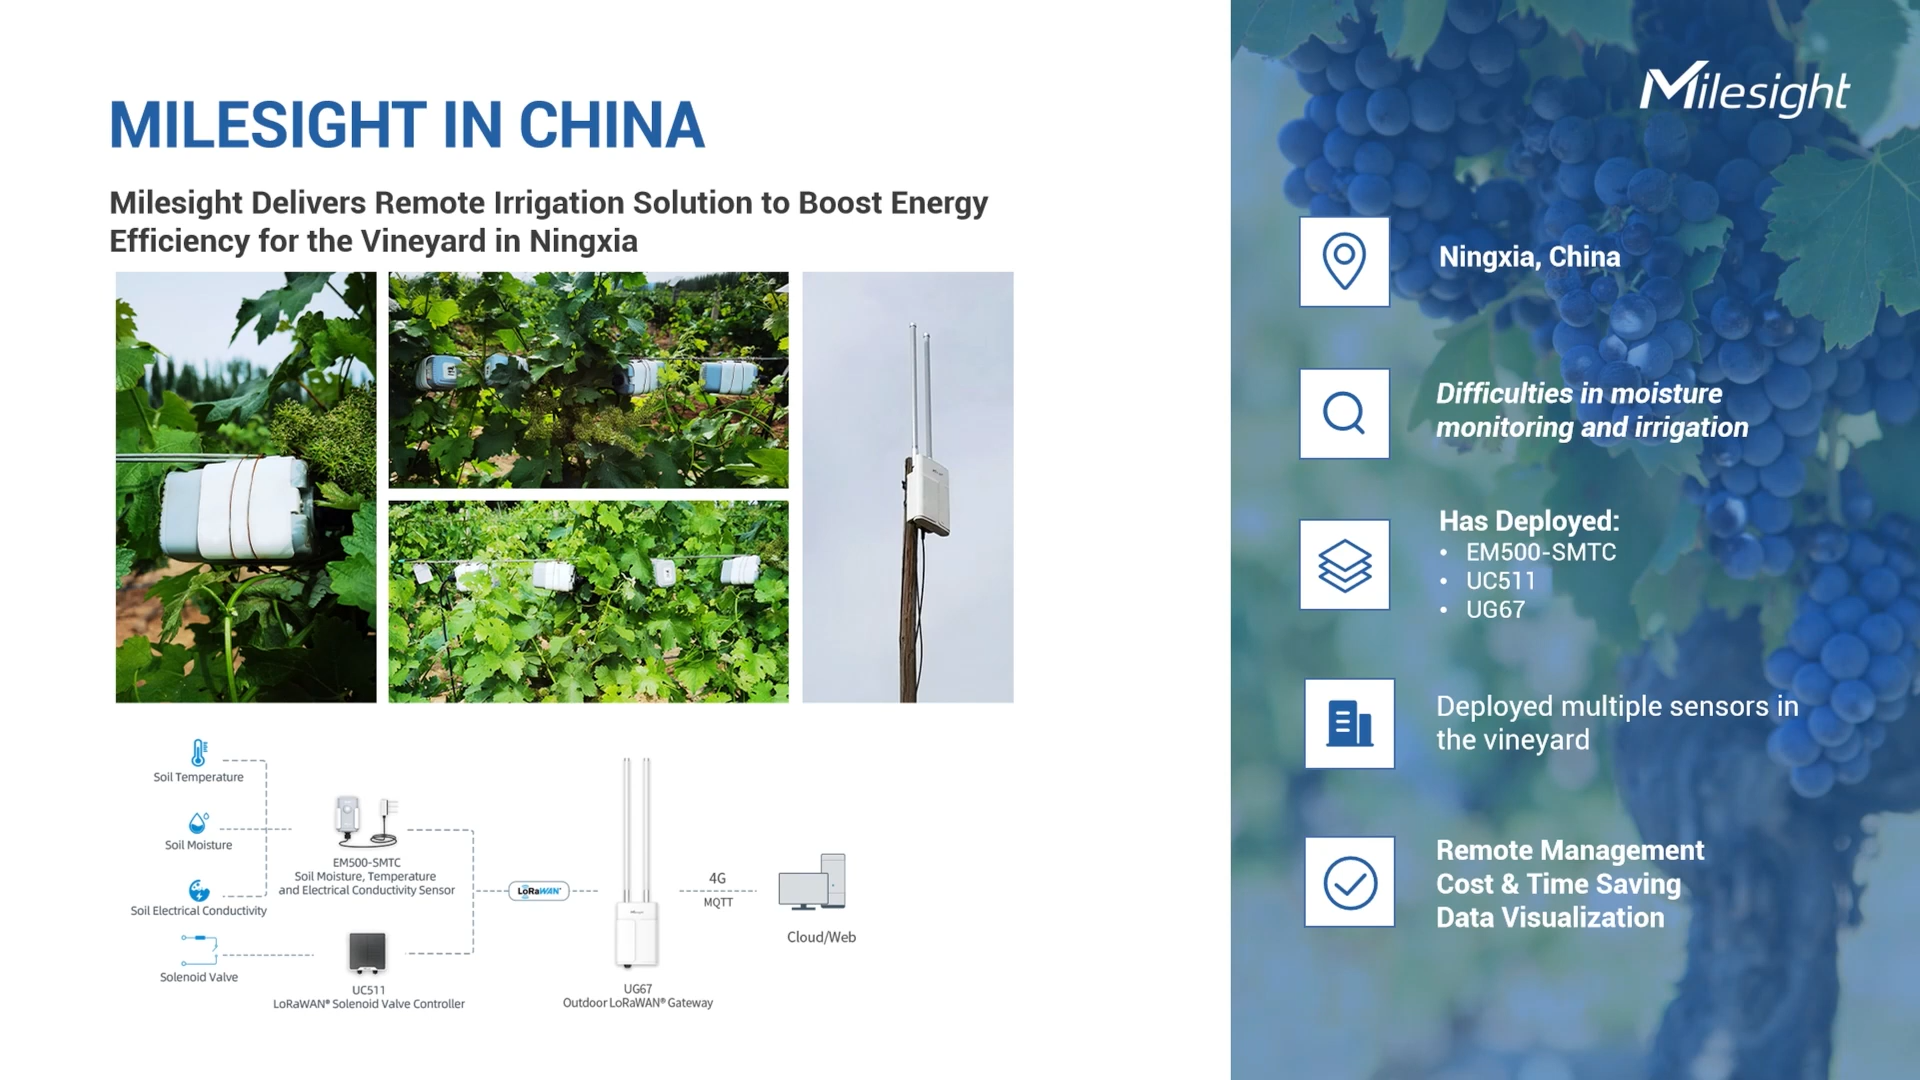 MILESIGHT IN CHINA
Milesight Delivers Remote Irrigation Solution to Boost Energy
Efficiency for the Vineyard in Ningxia
Soil Temperature
Soil Moisture
Soil Electrical Conductivity
Solenoid Valve
EM500-SMTC
Soil Moisture, Temperature
and Electrical Conductivity Sensor
UC511
LoRaWAN® Solenoid Valve Controller
LoRaWAN®
UG67
Outdoor LoRaWAN® Gateway
4G
MQTT
Cloud/Web
Milesight
Ningxia, China
Difficulties in moisture
monitoring and irrigation
Has Deployed:
• EM500-SMTC
• UC511
• UG67
Deployed multiple sensors in
the vineyard
Remote Management
Cost & Time Saving
Data Visualization